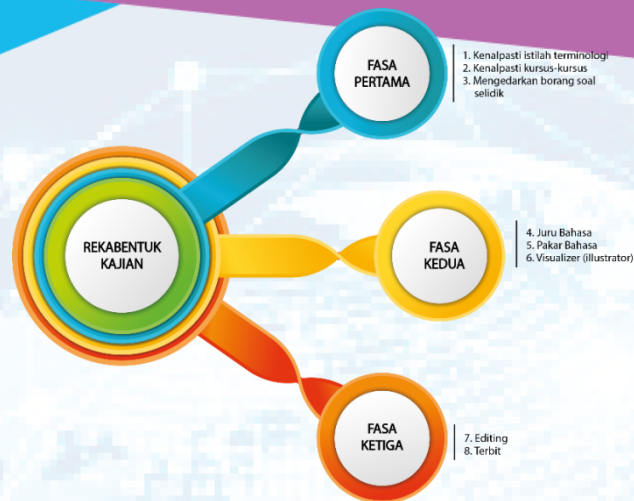 REKABENTUK
KAJIAN
FASA
PERTAMA
1. Kenalpasti istilah terminologi
2. Kenalpasti kursus-kursus
3. Mengedarkan borang soal
selidik
FASA
KEDUA
4. Juru Bahasa
5. Pakar Bahasa
6. Visualizer (illustrator)
FASA
KETIGA
7. Editing
8. Terbit